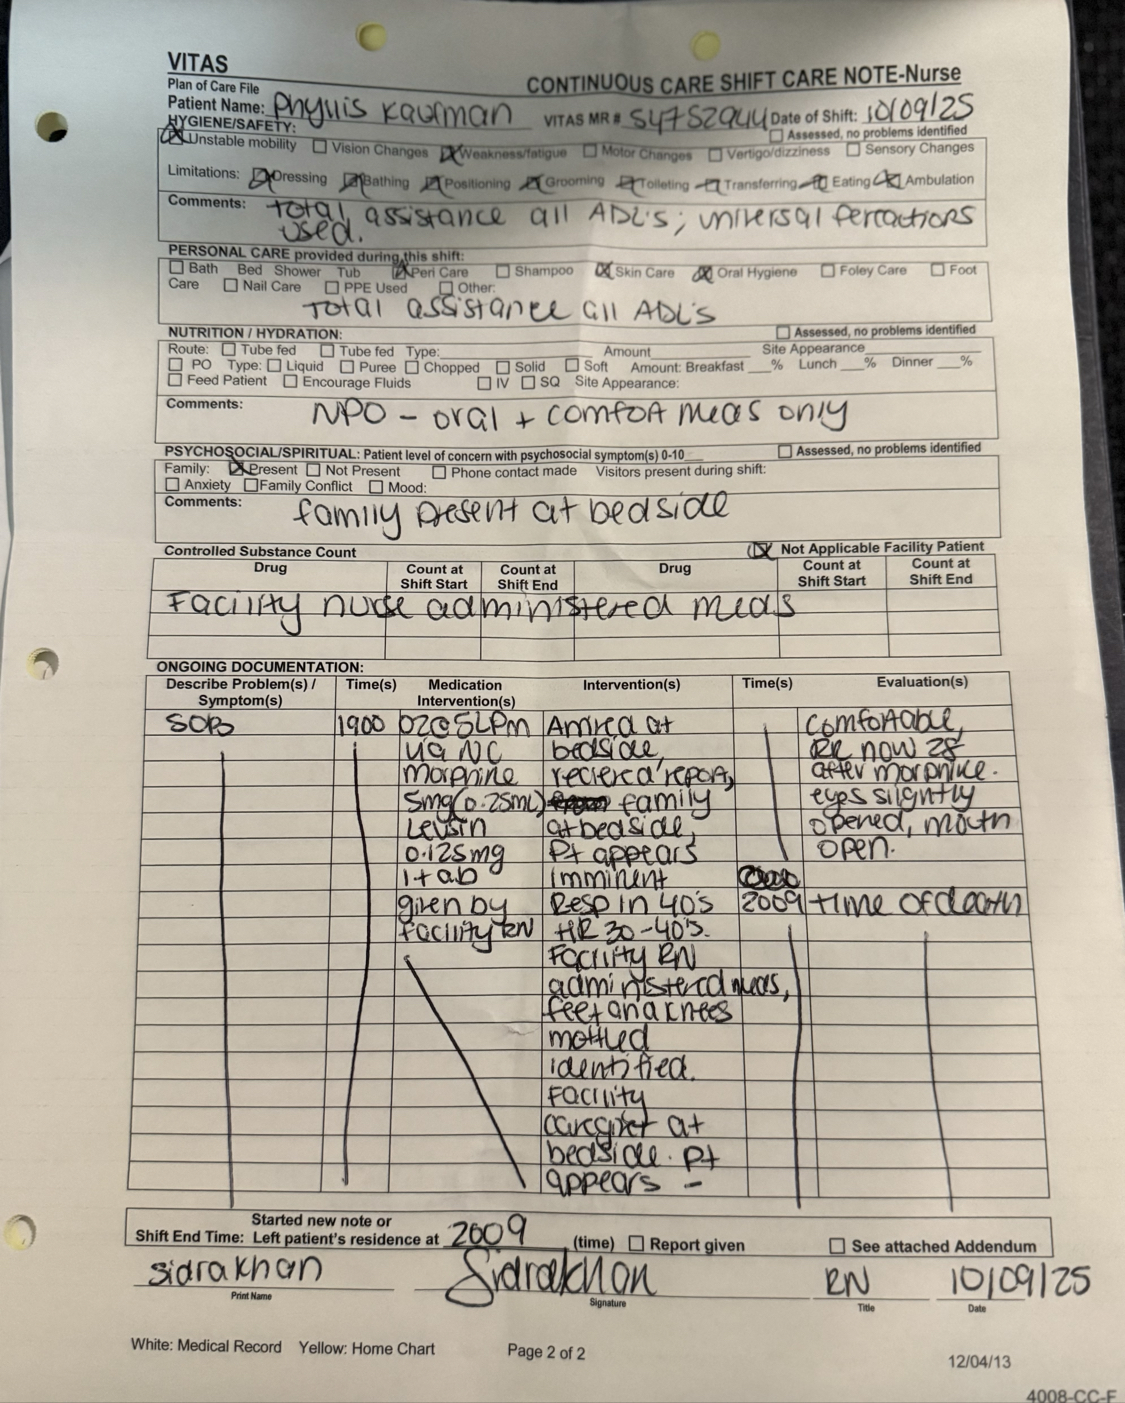 VITAS
Plan of Care File
CONTINUOUS CARE SHIFT CARE NOTE-Nurse
Patient Name: Phyllis Kaufman VITAS MR # 54752944 Date of Shift: 10/09/25
HYGIENE/SAFETY: Assessed, no problems identified
Unstable mobility Vision Changes Weakness/fatigue Motor Changes Vertigo/dizziness Sensory Changes
Limitations: Dressing Bathing Positioning Grooming Toileting Transferring Eating Ambulation
Comments: Total assistance all ADL's; universal percautions
used.
PERSONAL CARE provided during this shift:
Bath Bed Shower Tub Peri Care Shampoo Skin Care Oral Hygiene Foley Care Foot
Care Nail Care PPE Used Other:
Total assistance all ADL's
NUTRITION / HYDRATION: Assessed, no problems identified
Route: Tube fed Tube fed Type: Amount Site Appearance
PO Type: Liquid Puree Chopped Solid Soft Amount: Breakfast % Lunch % Dinner %
Feed Patient Encourage Fluids IV SQ Site Appearance:
Comments: NPO - oral + comfort meds only
PSYCHOSOCIAL/SPIRITUAL: Patient level of concern with psychosocial symptom(s) 0-10 Assessed, no problems identified
Family: Present Not Present Phone contact made Visitors present during shift:
Anxiety Family Conflict Mood:
Comments: family present at bedside
Controlled Substance Count Not Applicable Facility Patient
Drug Count at Shift Start Count at Shift End Drug Count at Shift Start Count at Shift End
Facility nurse administered meds
ONGOING DOCUMENTATION:
Describe Problem(s) / Symptom(s) Time(s) Medication Intervention(s) Intervention(s) Time(s) Evaluation(s)
SOB 1900 O2@5LPM Arrived at comfortable,
via NC bedside, RR now 28
morphine recieved report, after morphine.
5mg(0.25mL) family eyes slightly
Levsin at bedside, opened, mouth
0.125mg Pt appears open.
1tab imminent
given by Resp in 40's 2009 time of death
facility RN HR 30-40's.
Facility RN
administered meds,
feet and knees
mottled
identified.
Facility
caregiver at
bedside. Pt
appears -
Started new note or
Shift End Time: Left patient's residence at 2009 (time) Report given See attached Addendum
sidra khan Sidra Khan RN 10/09/25
Print Name Signature Title Date
White: Medical Record Yellow: Home Chart Page 2 of 2
12/04/13
4008-CC-F